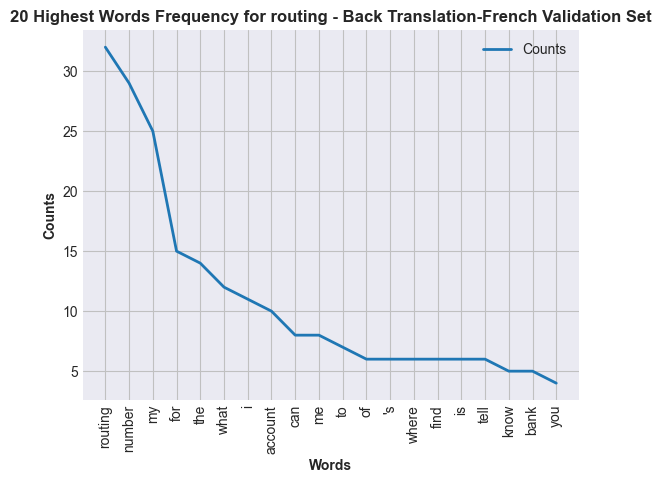 20 Highest Words Frequency for routing - Back Translation-French Validation Set
Counts
30
25
20
15
10
5
Counts
routing
number
my
for
the
what
i
account
can
me
to
of
's
where
find
is
tell
know
bank
you
Words